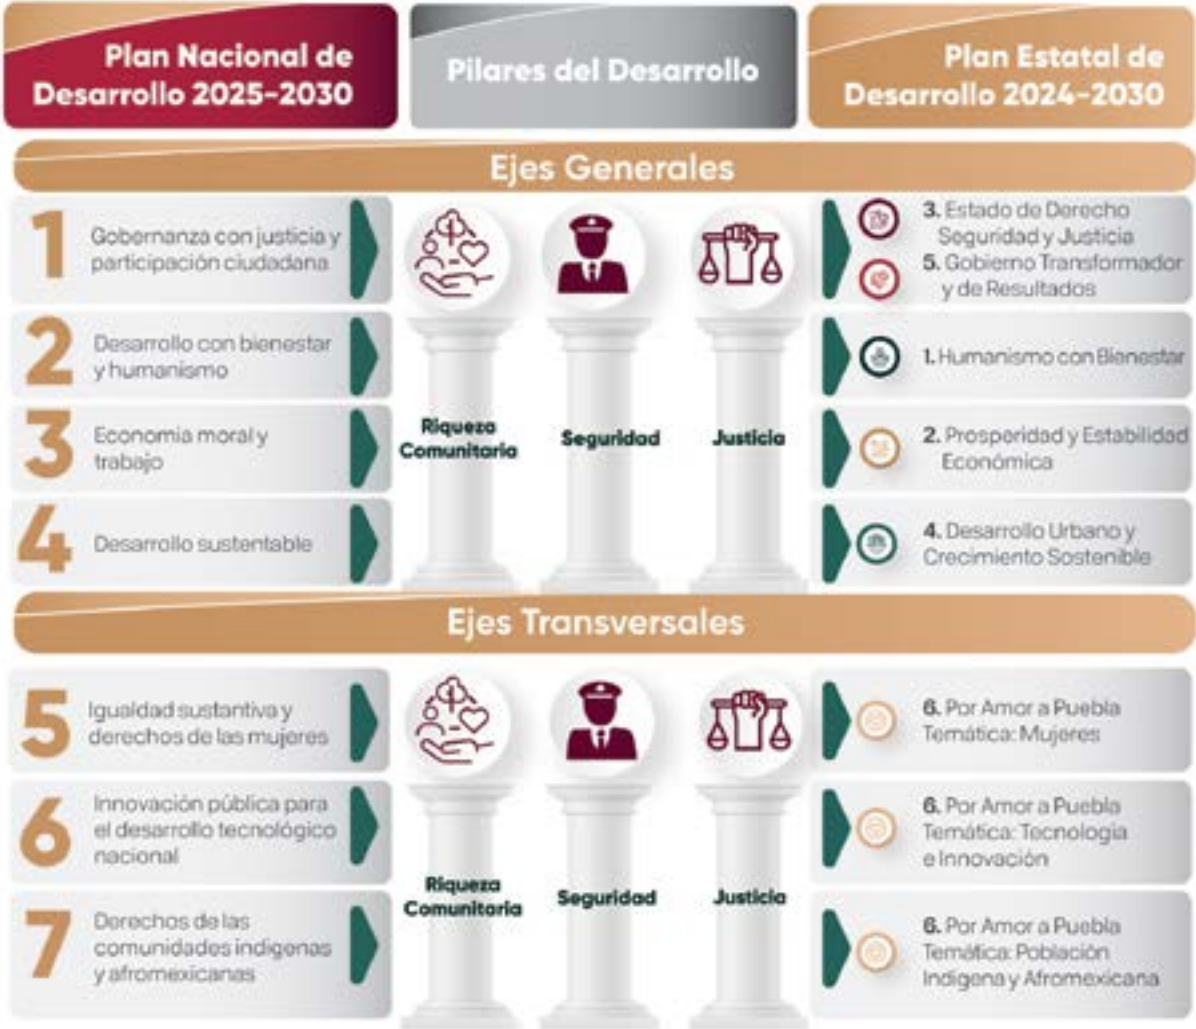 Plan Nacional de
Desarrollo 2025-2030
Pilares del Desarrollo
Plan Estatal de
Desarrollo 2024-2030
Ejes Generales
1
Gobernanza con justicia y
participación ciudadana
2
Desarrollo con bienestar
y humanismo
3
Economia moral y
trabajo
4
Desarrollo sustentable
Riqueza
Comunitaria
Seguridad
Justicia
3. Estado de Derecho
Seguridad y Justicia
5. Gobierno Transformador
y de Resultados
1. Humanismo con Bienestar
2. Prosperidad y Estabilidad
Económica
4. Desarrollo Urbano y
Crecimiento Sostenible
Ejes Transversales
5
Igualdad sustantiva y
derechos de las mujeres
6
Innovación pública para
el desarrollo tecnológico
nacional
7
Derechos de las
comunidades indigenas
y afromexicanas
Riqueza
Comunitaria
Seguridad
Justicia
6. Por Amor a Puebla
Temática: Mujeres
6. Por Amor a Puebla
Temática: Tecnologia
e Innovación
6. Por Amor a Puebla
Temática: Población
Indigena y Afromexicana